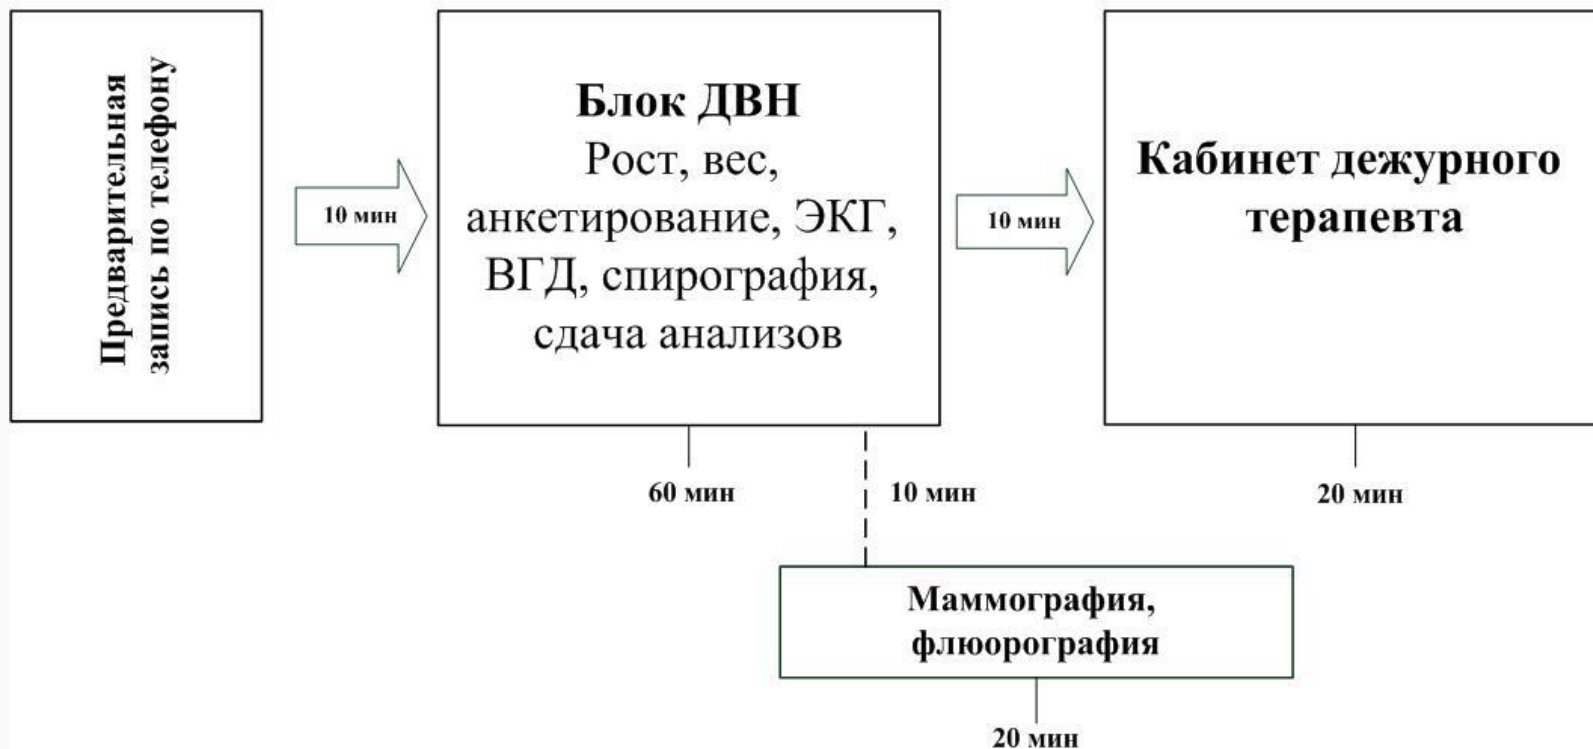 Предварительная
запись по телефону
10 мин
Блок ДВН
Рост, вес,
анкетирование, ЭКГ,
ВГД, спирография,
сдача анализов
10 мин
Кабинет дежурного
терапевта
60 мин
10 мин
20 мин
Маммография,
флюорография
20 мин